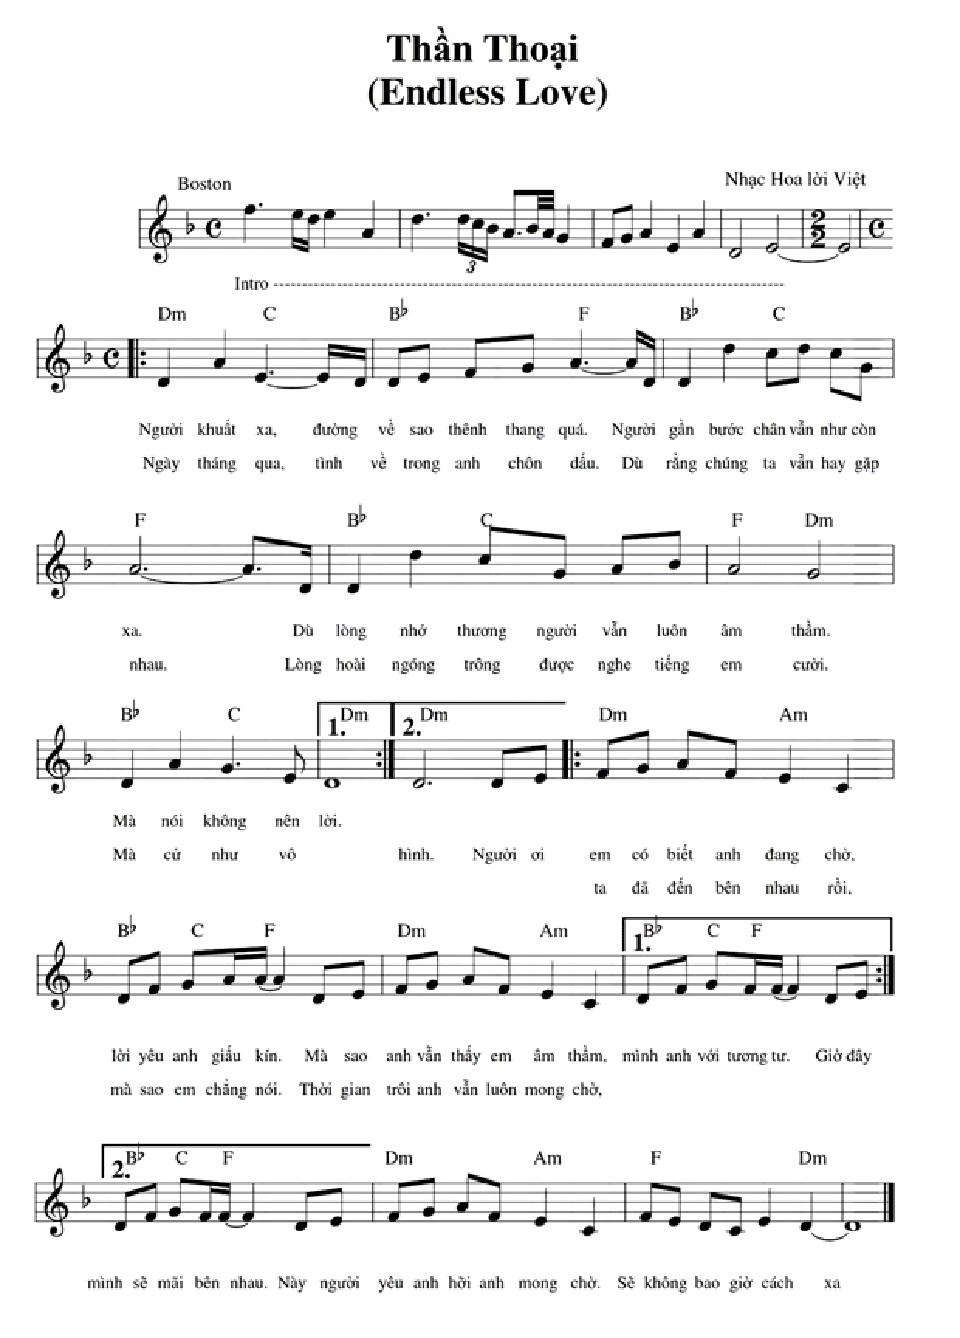 Thần Thoại
(Endless Love)
Boston
Nhạc Hoa lời Việt
3
2
2
Intro
Dm C Bb F Bb C
Người khuất xa, đường về sao thênh thang quá. Người gần bước chân vẫn như còn
Ngày tháng qua, tình về trong anh chôn dấu. Dù rằng chúng ta vẫn hay gặp
F Bb C F Dm
xa. Dù lòng nhớ thương người vẫn luôn âm thầm.
nhau. Lòng hoài ngóng trông được nghe tiếng em cười.
Bb C 1. Dm 2. Dm Dm Am
Mà nói không nên lời.
Mà cứ như vô hình. Người ơi em có biết anh đang chờ,
ta đã đến bên nhau rồi,
Bb C F Dm Am 1. Bb C F
lời yêu anh giấu kín. Mà sao anh vẫn thấy em âm thầm, mình anh với tương tư. Giờ đây
mà sao em chẳng nói. Thời gian trôi anh vẫn luôn mong chờ,
2. Bb C F Dm Am F Dm
mình sẽ mãi bên nhau. Này người yêu anh hỡi anh mong chờ. Sẽ không bao giờ cách xa